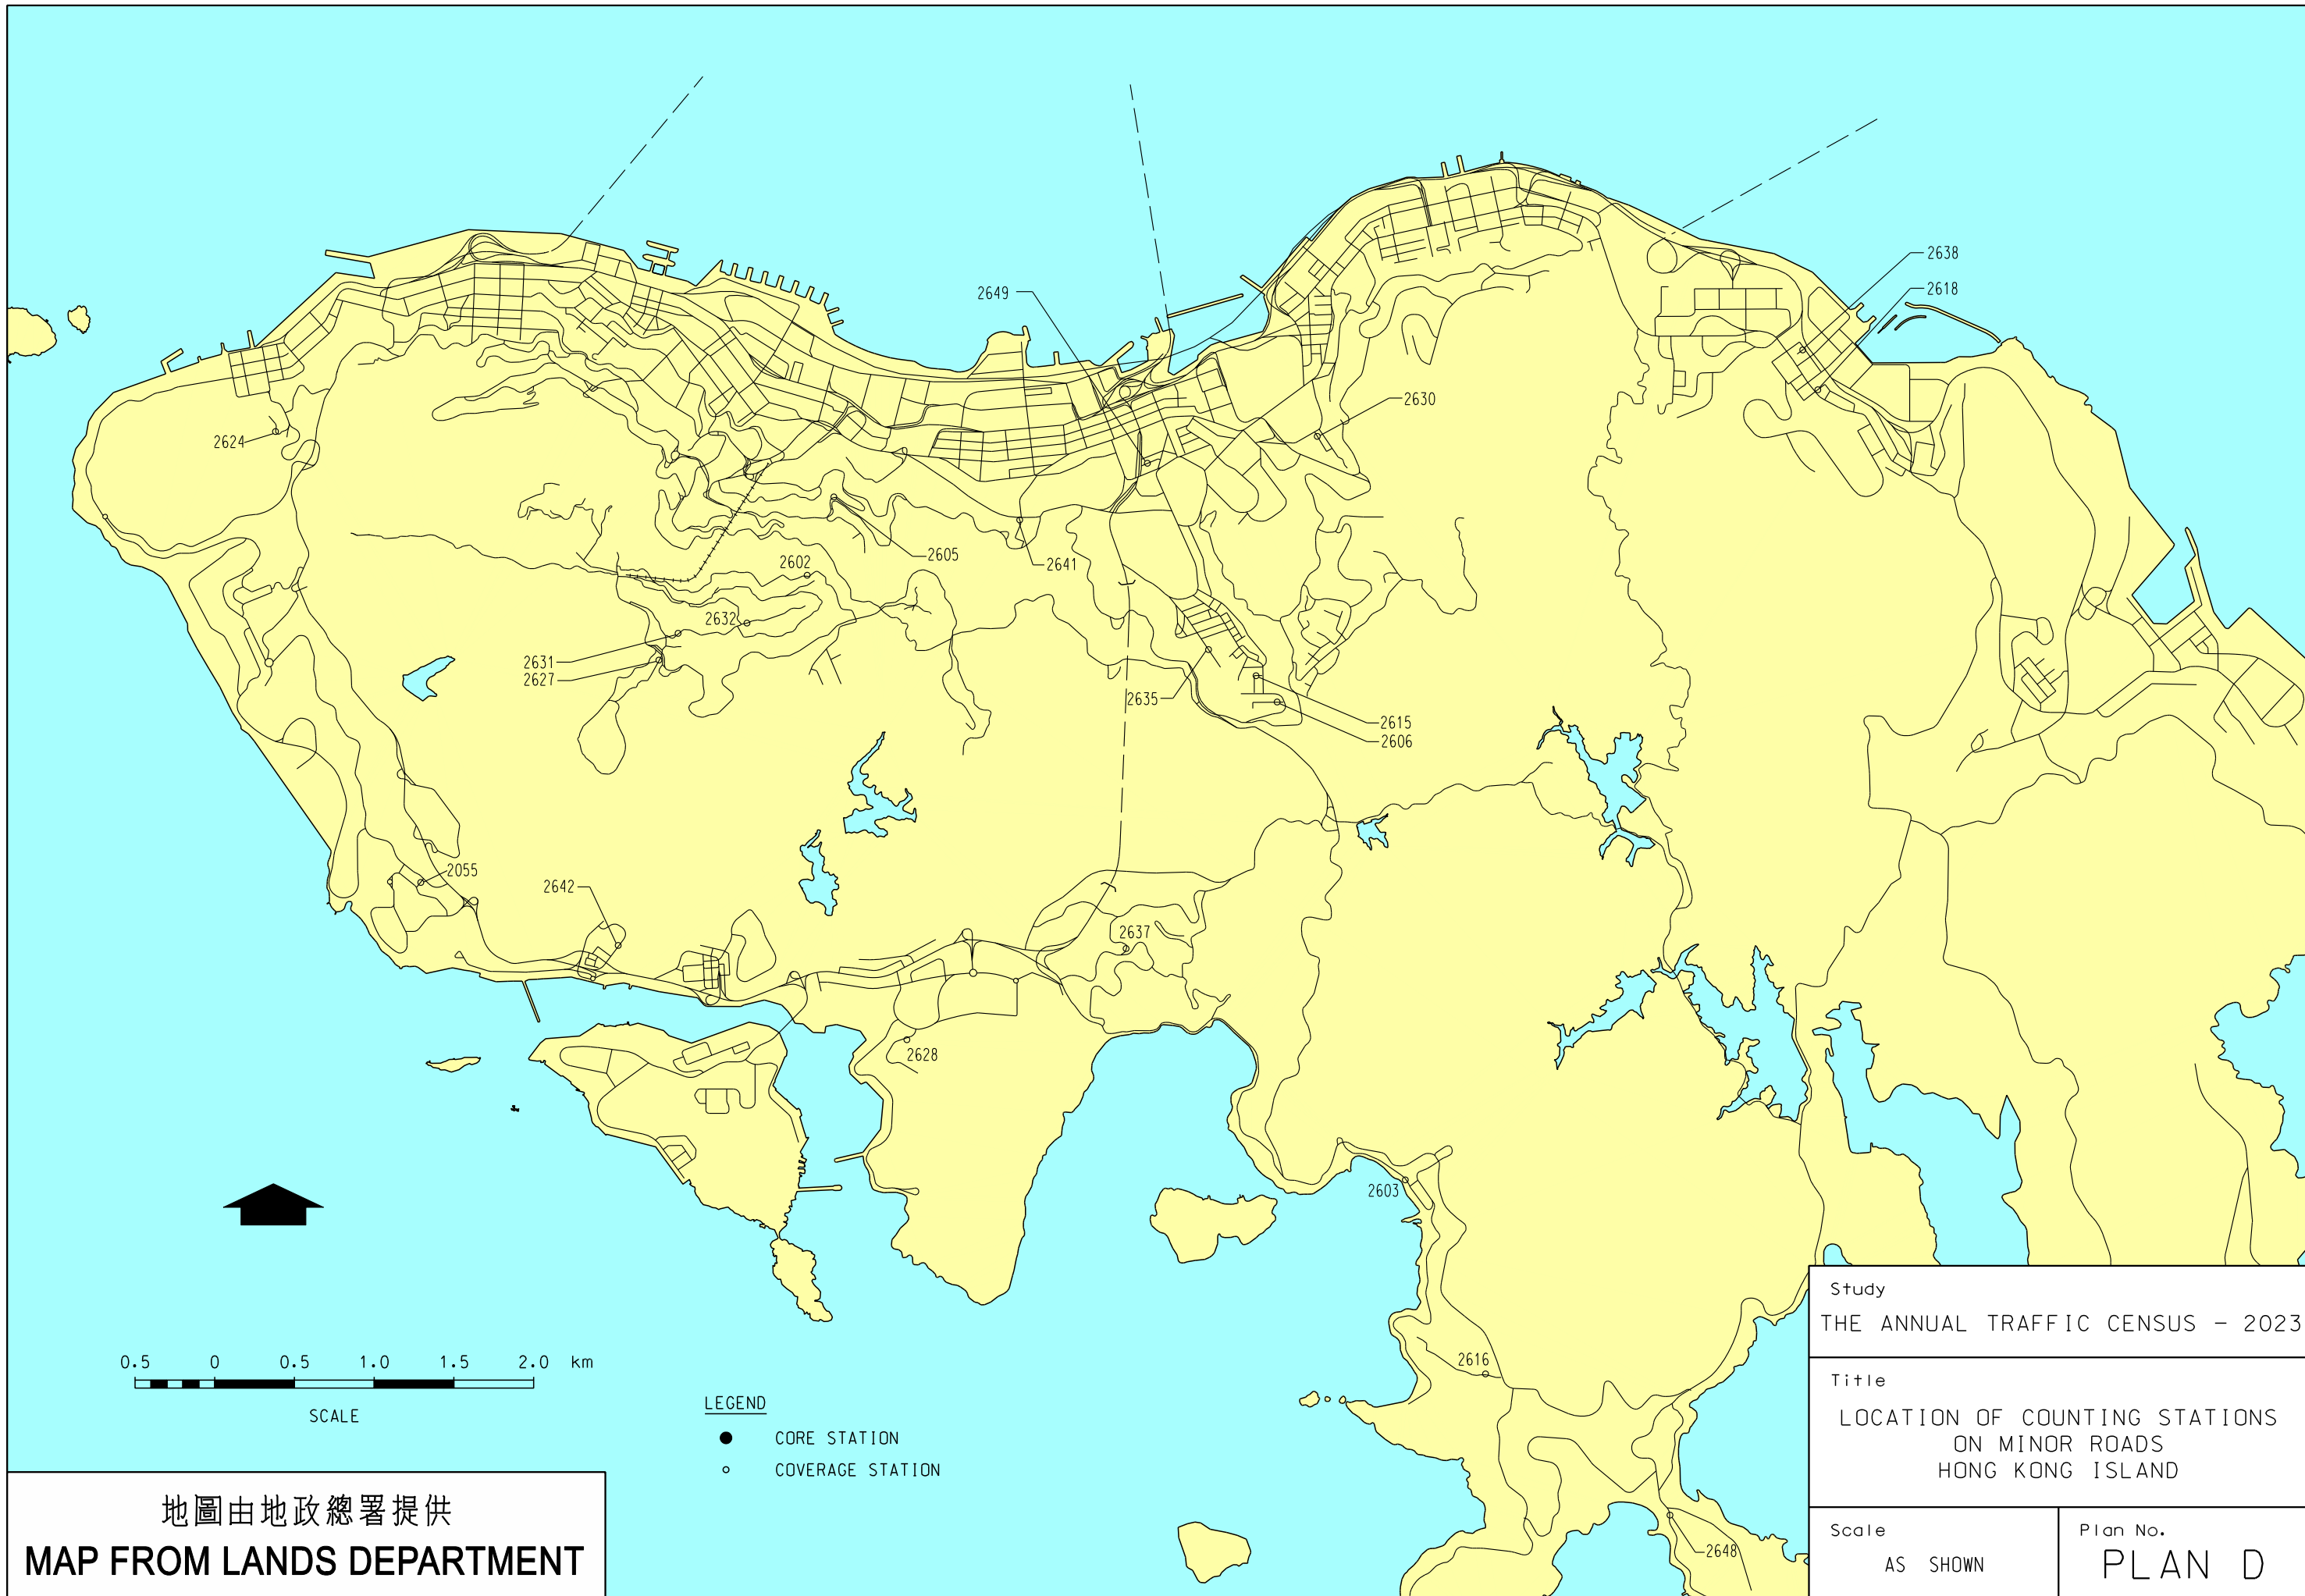 2638
2618
2649
2630
2624
2605
2602
2641
2632
2631
2627
2635
2615
2606
2055
2642
2637
2628
2603
2616
2648
0.5 0 0.5 1.0 1.5 2.0 km
SCALE
LEGEND
CORE STATION
COVERAGE STATION
地圖由地政總署提供
MAP FROM LANDS DEPARTMENT
Study
THE ANNUAL TRAFFIC CENSUS - 2023
Title
LOCATION OF COUNTING STATIONS
ON MINOR ROADS
HONG KONG ISLAND
Scale
AS SHOWN
Plan No.
PLAN D